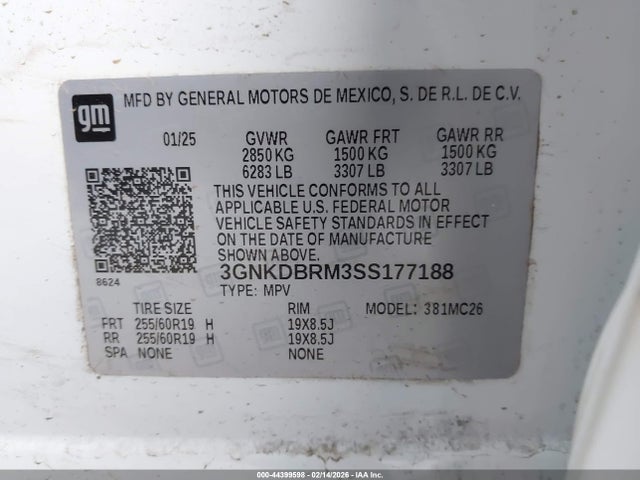 gm
MFD BY GENERAL MOTORS DE MEXICO, S. DE R.L. DE C.V.
01/25 GVWR GAWR FRT GAWR RR
2850 KG 1500 KG 1500 KG
6283 LB 3307 LB 3307 LB
THIS VEHICLE CONFORMS TO ALL
APPLICABLE U.S. FEDERAL MOTOR
VEHICLE SAFETY STANDARDS IN EFFECT
ON THE DATE OF MANUFACTURE
SHOWN ABOVE.
3GNKDBRM3SS177188
8624
TYPE: MPV
TIRE SIZE RIM MODEL: 381MC26
FRT 255/60R19 H 19X8.5J
RR 255/60R19 H 19X8.5J
SPA NONE NONE
000-44399598 - 02/14/2026 - IAA Inc.